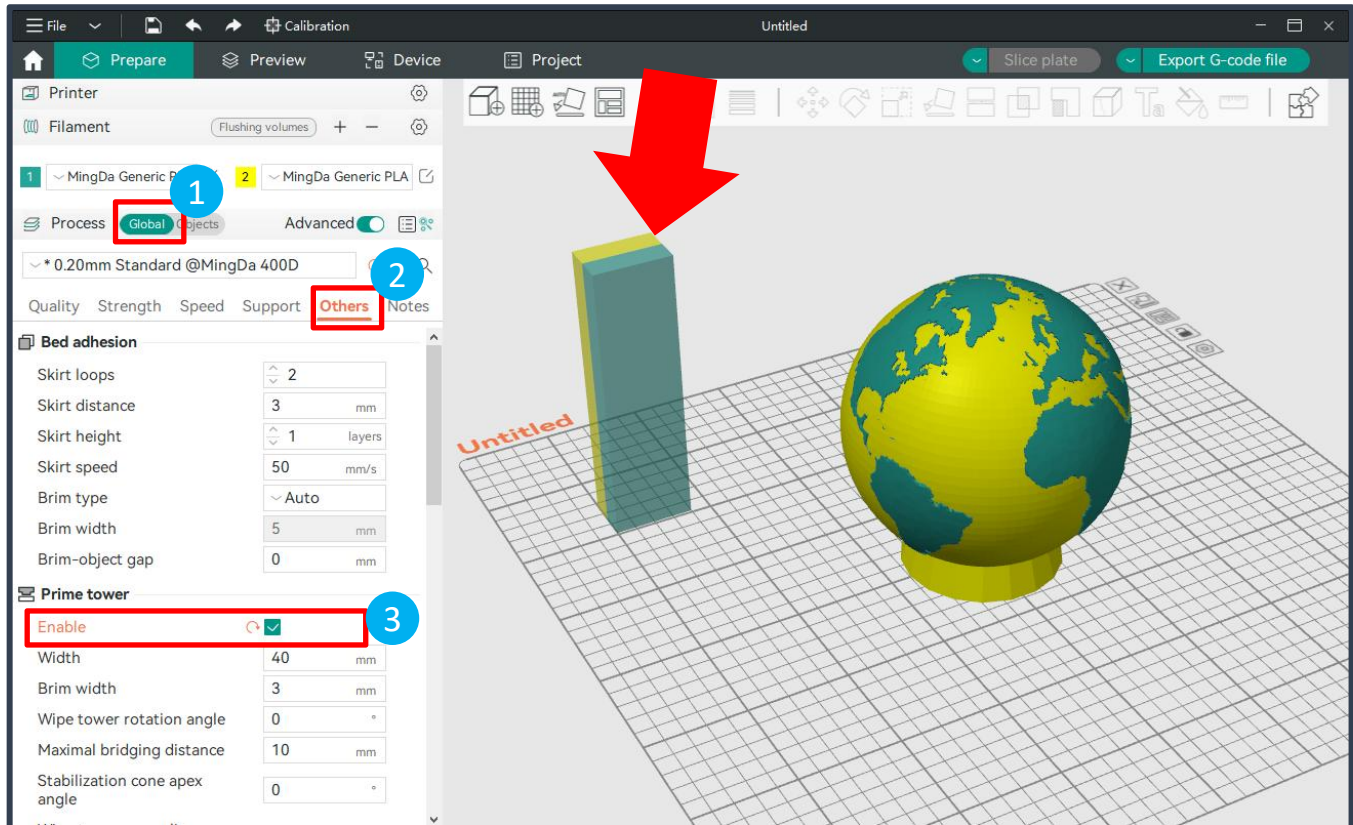 File
Calibration
Untitled
Prepare
Preview
Device
Project
Slice plate
Export G-code file
Printer
Filament
Flushing volumes
1 MingDa Generic 2 MingDa Generic PLA
1
Process Global Objects Advanced
* 0.20mm Standard @MingDa 400D
2
Quality Strength Speed Support Others Notes
Bed adhesion
Skirt loops 2
Skirt distance 3 mm
Skirt height 1 layers
Skirt speed 50 mm/s
Brim type Auto
Brim width 5 mm
Brim-object gap 0 mm
Prime tower
Enable
3
Width 40 mm
Brim width 3 mm
Wipe tower rotation angle 0 °
Maximal bridging distance 10 mm
Stabilization cone apex
angle 0 °
Untitled